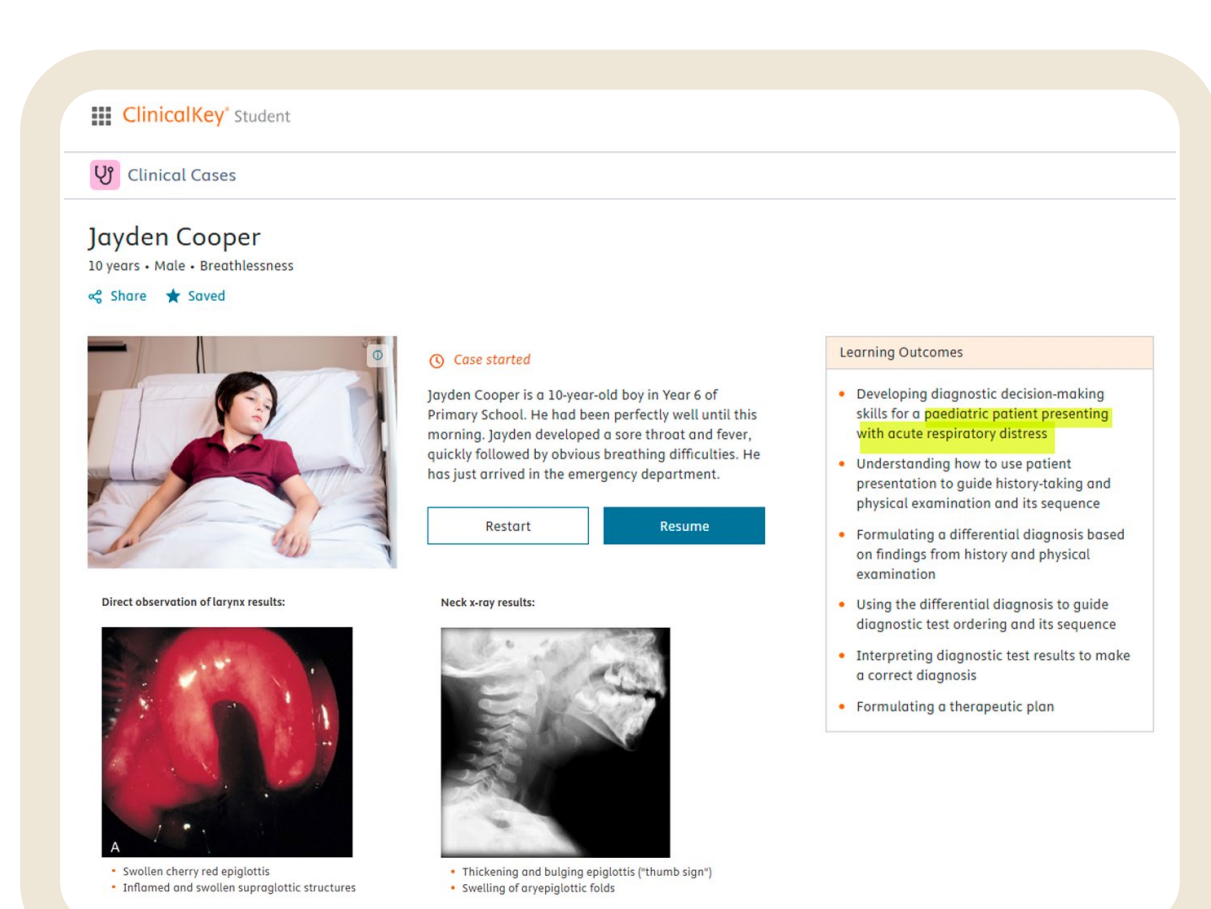 ClinicalKey® Student
Clinical Cases
Jayden Cooper
10 years • Male • Breathlessness
Share Saved
Case started
Jayden Cooper is a 10-year-old boy in Year 6 of
Primary School. He had been perfectly well until this
morning. Jayden developed a sore throat and fever,
quickly followed by obvious breathing difficulties. He
has just arrived in the emergency department.
Restart Resume
Direct observation of larynx results:
A
• Swollen cherry red epiglottis
• Inflamed and swollen supraglottic structures
Neck x-ray results:
• Thickening and bulging epiglottis ("thumb sign")
• Swelling of aryepiglottic folds
Learning Outcomes
• Developing diagnostic decision-making
skills for a paediatric patient presenting
with acute respiratory distress
• Understanding how to use patient
presentation to guide history-taking and
physical examination and its sequence
• Formulating a differential diagnosis based
on findings from history and physical
examination
• Using the differential diagnosis to guide
diagnostic test ordering and its sequence
• Interpreting diagnostic test results to make
a correct diagnosis
• Formulating a therapeutic plan